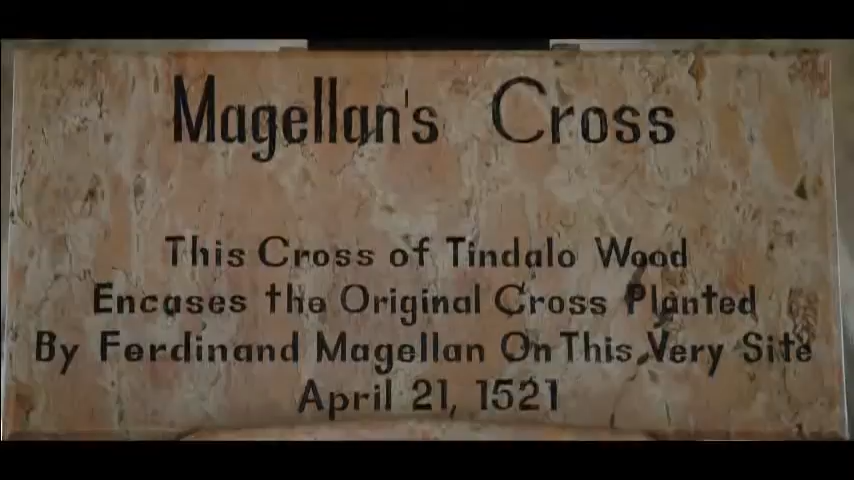 Magellan's Cross
This Cross of Tindalo Wood
Encases the Original Cross Planted
By Ferdinand Magellan On This Very Site
April 21, 1521